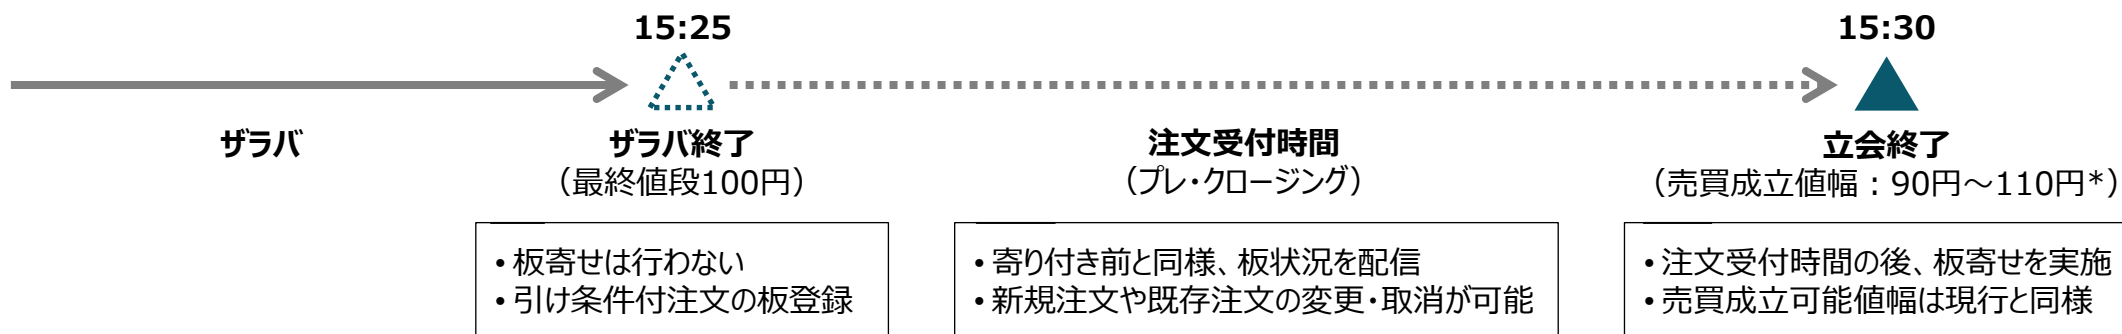 15:25
15:30
ザラバ
ザラバ終了
（最終値段100円）
注文受付時間
（プレ・クロージング）
立会終了
（売買成立値幅：90円～110円*）
• 板寄せは行わない
• 引け条件付注文の板登録
• 寄り付き前と同様、板状況を配信
• 新規注文や既存注文の変更・取消が可能
• 注文受付時間の後、板寄せを実施
• 売買成立可能値幅は現行と同様